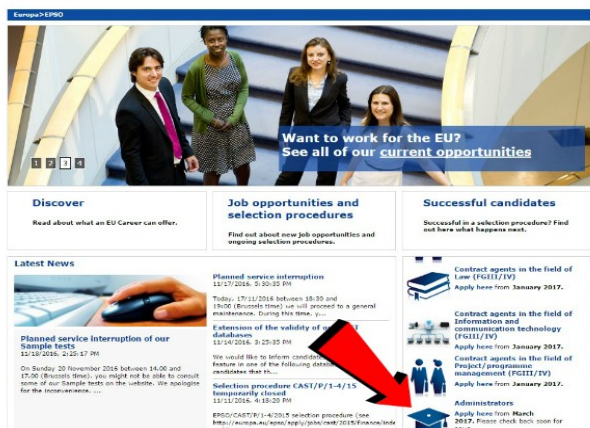 Europa>EPSO
Want to work for the EU?
See all of our current opportunities
1 2 3 4
Discover
Read about what an EU Career can offer.
Job opportunities and
selection procedures
Find out about new job opportunities and
ongoing selection procedures.
Successful candidates
Successful in a selection procedure? Find
out here what happens next.
Latest News
Planned service interruption of our
Sample tests
11/18/2016, 2:25:17 PM
On Sunday 20 November 2016 between 14.00 and
17.00 (Brussels time). you might not be able to consult
some of our Sample tests on the website. We apologise
for the inconvenience. ...
Planned service interruption
11/17/2016, 5:30:35 PM
Today, 17/11/2016 between 18:30 and
19:00 (Brussels time) we will proceed to a general
maintenance. During this time, y...
Extension of the validity of
databases
11/14/2016, 3:25:35 PM
We would like to inform
feature in one of the following
candidates that th...
Selection procedure CAST/P/1-4/15
temporarily closed
11/11/2016, 4:18:20 PM
EPSO/CAST/P/1-4/2015 selection procedure (see
http://europa.eu/epso/apply/jobs/cast/2015/finance/inde
Contract agents in the field of
Law (FGIII/IV)
Apply here from January 2017.
Contract agents in the field of
Information and
communication technology
(FGIII/IV)
Apply here from January 2017.
Contract agents in the field of
Project/programme
management (FGIII/IV)
Apply here from January 2017.
Administrators
Apply here from March
2017. Please check back soon for